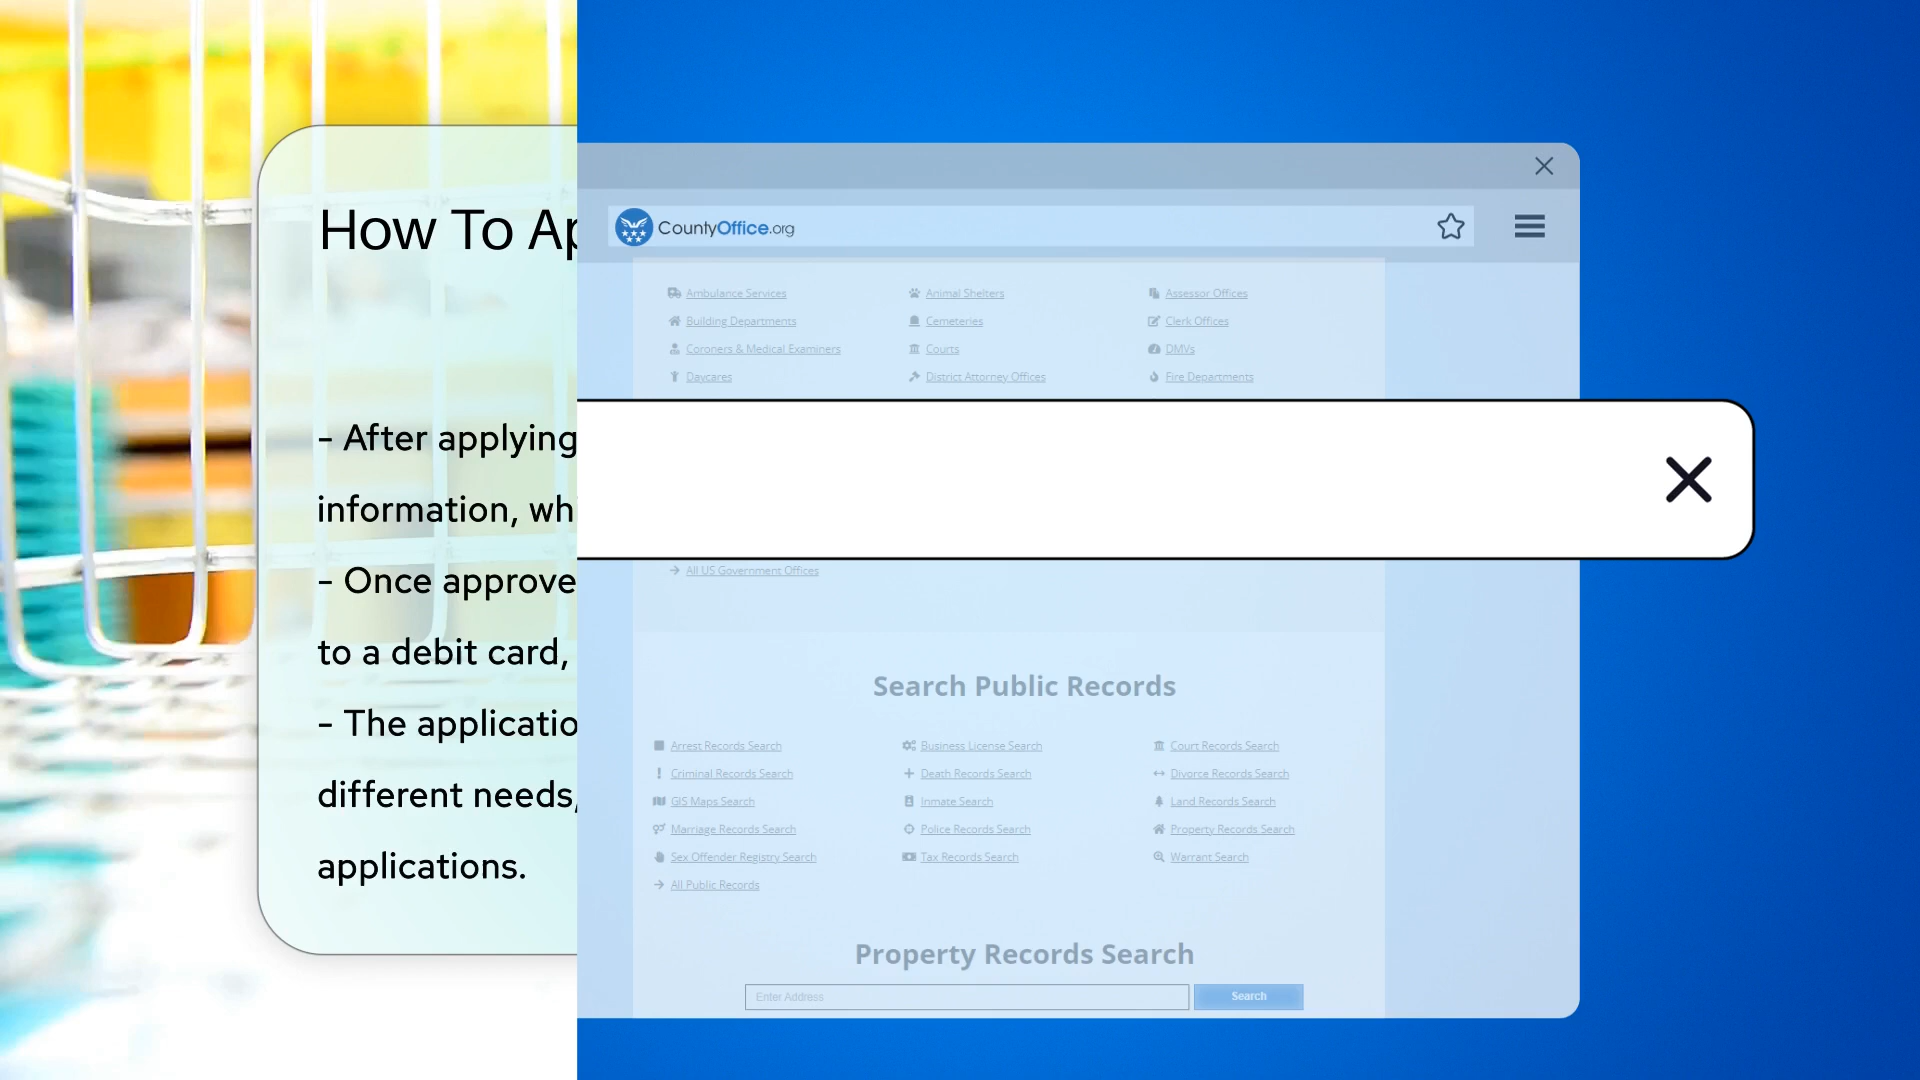 How To Ap
- After applying
information, wh
- Once approve
to a debit card,
- The applicatio
different needs,
applications.
CountyOffice.org
Ambulance Services
Animal Shelters
Assessor Offices
Building Departments
Cemeteries
Clerk Offices
Coroners & Medical Examiners
Courts
DMVs
Daycares
District Attorney Offices
Fire Departments
All US Government Offices
Search Public Records
Arrest Records Search
Business License Search
Court Records Search
Criminal Records Search
Death Records Search
Divorce Records Search
GIS Maps Search
Inmate Search
Land Records Search
Marriage Records Search
Police Records Search
Property Records Search
Sex Offender Registry Search
Tax Records Search
Warrant Search
All Public Records
Property Records Search
Enter Address
Search